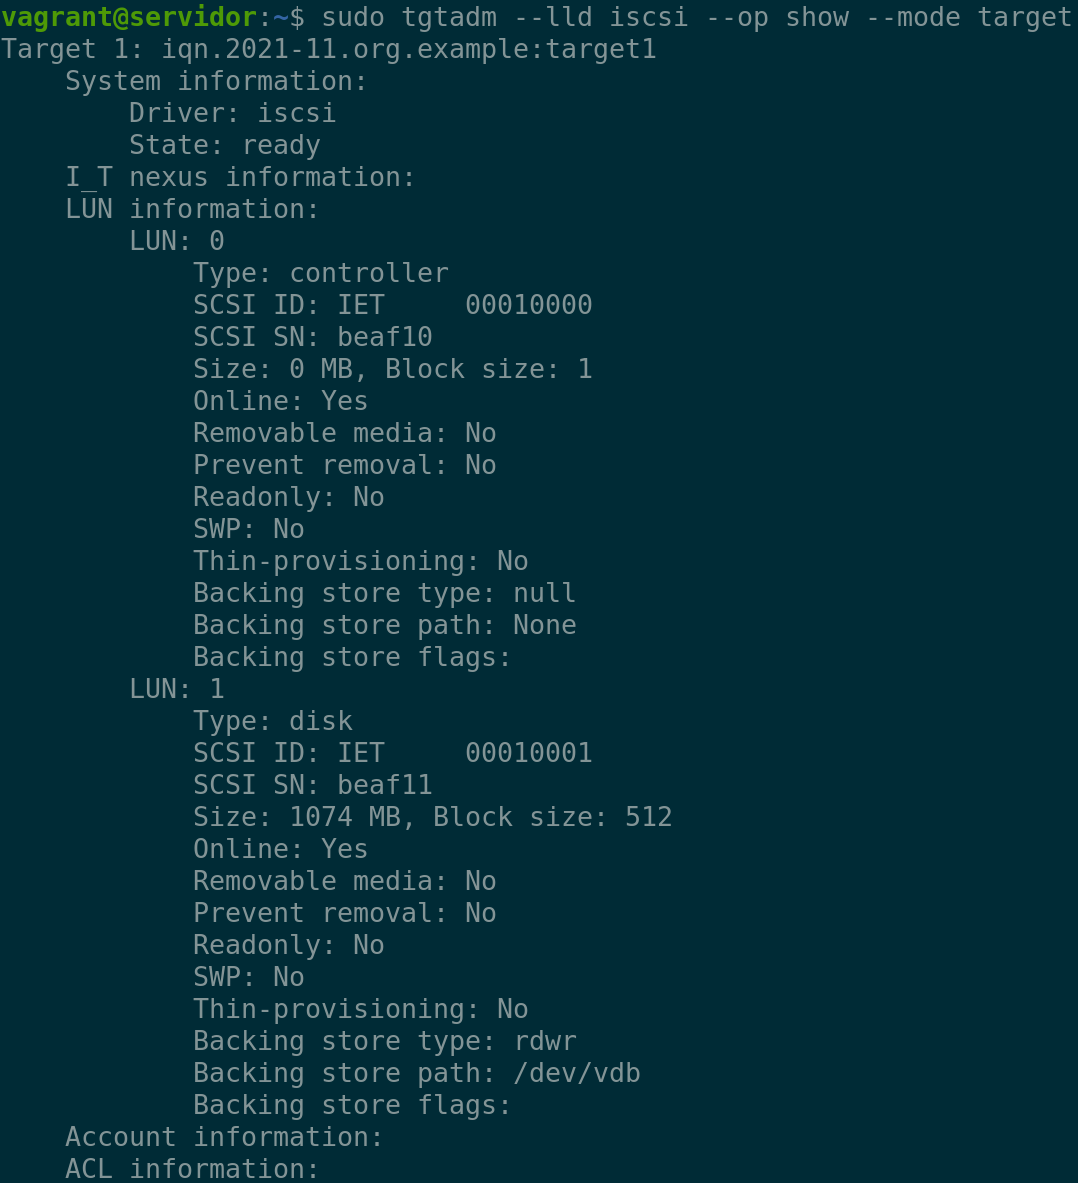 vagrant@servidor:~$ sudo tgtadm --lld iscsi --op show --mode target
Target 1: iqn.2021-11.org.example:target1
    System information:
        Driver: iscsi
        State: ready
    I_T nexus information:
    LUN information:
        LUN: 0
            Type: controller
            SCSI ID: IET     00010000
            SCSI SN: beaf10
            Size: 0 MB, Block size: 1
            Online: Yes
            Removable media: No
            Prevent removal: No
            Readonly: No
            SWP: No
            Thin-provisioning: No
            Backing store type: null
            Backing store path: None
            Backing store flags:
        LUN: 1
            Type: disk
            SCSI ID: IET     00010001
            SCSI SN: beaf11
            Size: 1074 MB, Block size: 512
            Online: Yes
            Removable media: No
            Prevent removal: No
            Readonly: No
            SWP: No
            Thin-provisioning: No
            Backing store type: rdwr
            Backing store path: /dev/vdb
            Backing store flags:
    Account information:
    ACL information: